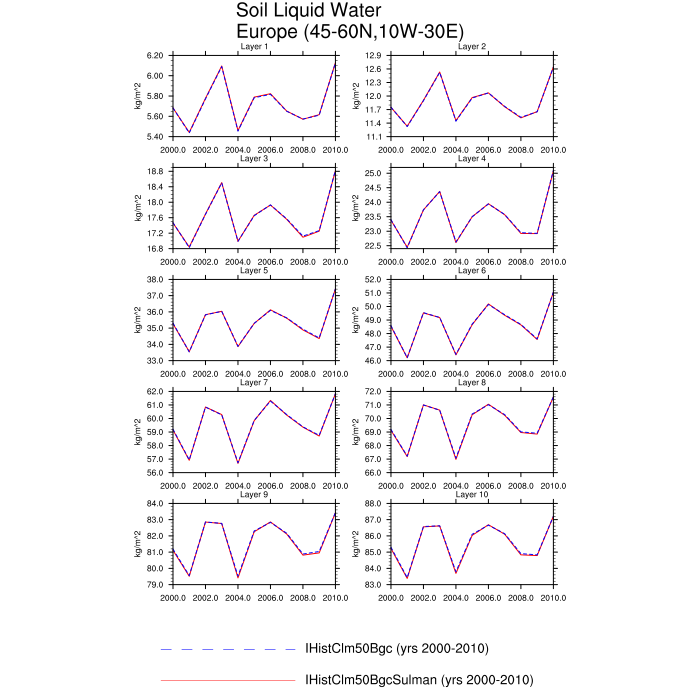 Soil Liquid Water
Europe (45-60N,10W-30E)
Layer 1
kg/m^2
6.20
6.00
5.80
5.60
5.40
2000.0 2002.0 2004.0 2006.0 2008.0 2010.0
Layer 2
kg/m^2
12.9
12.6
12.3
12.0
11.7
11.4
11.1
2000.0 2002.0 2004.0 2006.0 2008.0 2010.0
Layer 3
kg/m^2
18.8
18.4
18.0
17.6
17.2
16.8
2000.0 2002.0 2004.0 2006.0 2008.0 2010.0
Layer 4
kg/m^2
25.0
24.5
24.0
23.5
23.0
22.5
2000.0 2002.0 2004.0 2006.0 2008.0 2010.0
Layer 5
kg/m^2
38.0
37.0
36.0
35.0
34.0
33.0
2000.0 2002.0 2004.0 2006.0 2008.0 2010.0
Layer 6
kg/m^2
52.0
51.0
50.0
49.0
48.0
47.0
46.0
2000.0 2002.0 2004.0 2006.0 2008.0 2010.0
Layer 7
kg/m^2
62.0
61.0
60.0
59.0
58.0
57.0
56.0
2000.0 2002.0 2004.0 2006.0 2008.0 2010.0
Layer 8
kg/m^2
72.0
71.0
70.0
69.0
68.0
67.0
66.0
2000.0 2002.0 2004.0 2006.0 2008.0 2010.0
Layer 9
kg/m^2
84.0
83.0
82.0
81.0
80.0
79.0
2000.0 2002.0 2004.0 2006.0 2008.0 2010.0
Layer 10
kg/m^2
88.0
87.0
86.0
85.0
84.0
83.0
2000.0 2002.0 2004.0 2006.0 2008.0 2010.0
IHistClm50Bgc (yrs 2000-2010)
IHistClm50BgcSulman (yrs 2000-2010)